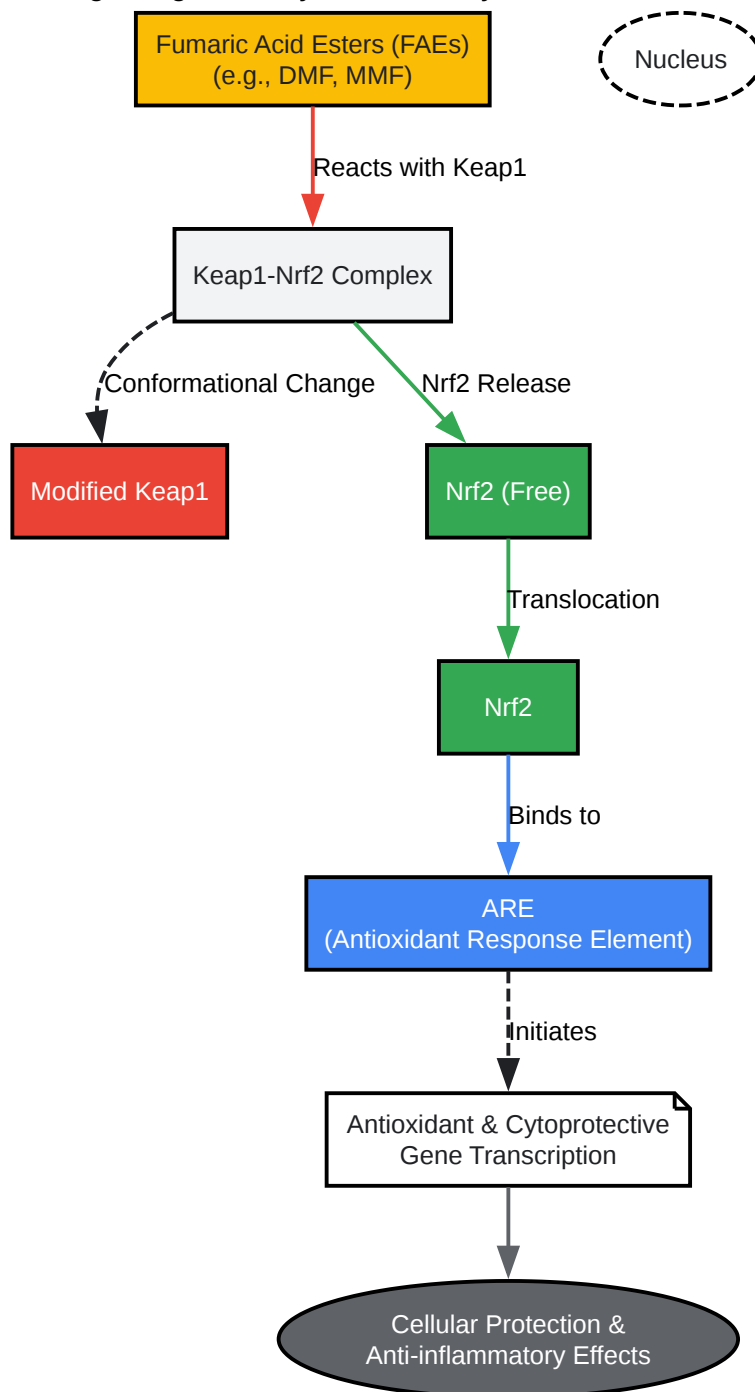 Fumaric Acid Esters (FAEs)
(e.g., DMF, MMF)
Nucleus
Reacts with Keap1
Keap1-Nrf2 Complex
Conformational Change
Nrf2 Release
Modified Keap1
Nrf2 (Free)
Translocation
Nrf2
Binds to
ARE
(Antioxidant Response Element)
Initiates
Antioxidant & Cytoprotective
Gene Transcription
Cellular Protection &
Anti-inflammatory Effects